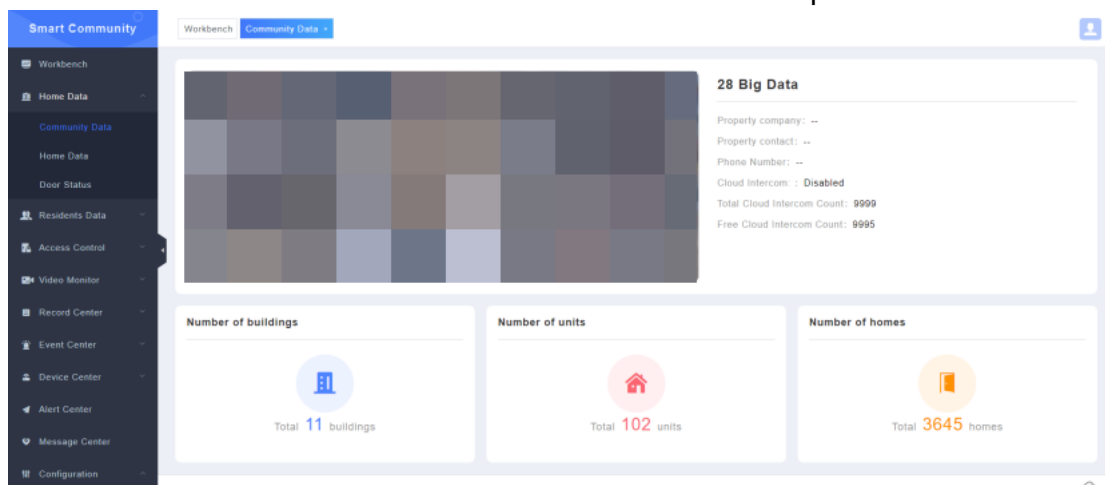 Smart Community
Workbench
Community Data
Workbench
Home Data
Community Data
Home Data
Door Status
Residents Data
Access Control
Video Monitor
Record Center
Event Center
Device Center
Alert Center
Message Center
Configuration
28 Big Data
Property company: --
Property contact: --
Phone Number: --
Cloud Intercom: : Disabled
Total Cloud Intercom Count: 9999
Free Cloud Intercom Count: 9995
Number of buildings
Total 11 buildings
Number of units
Total 102 units
Number of homes
Total 3645 homes